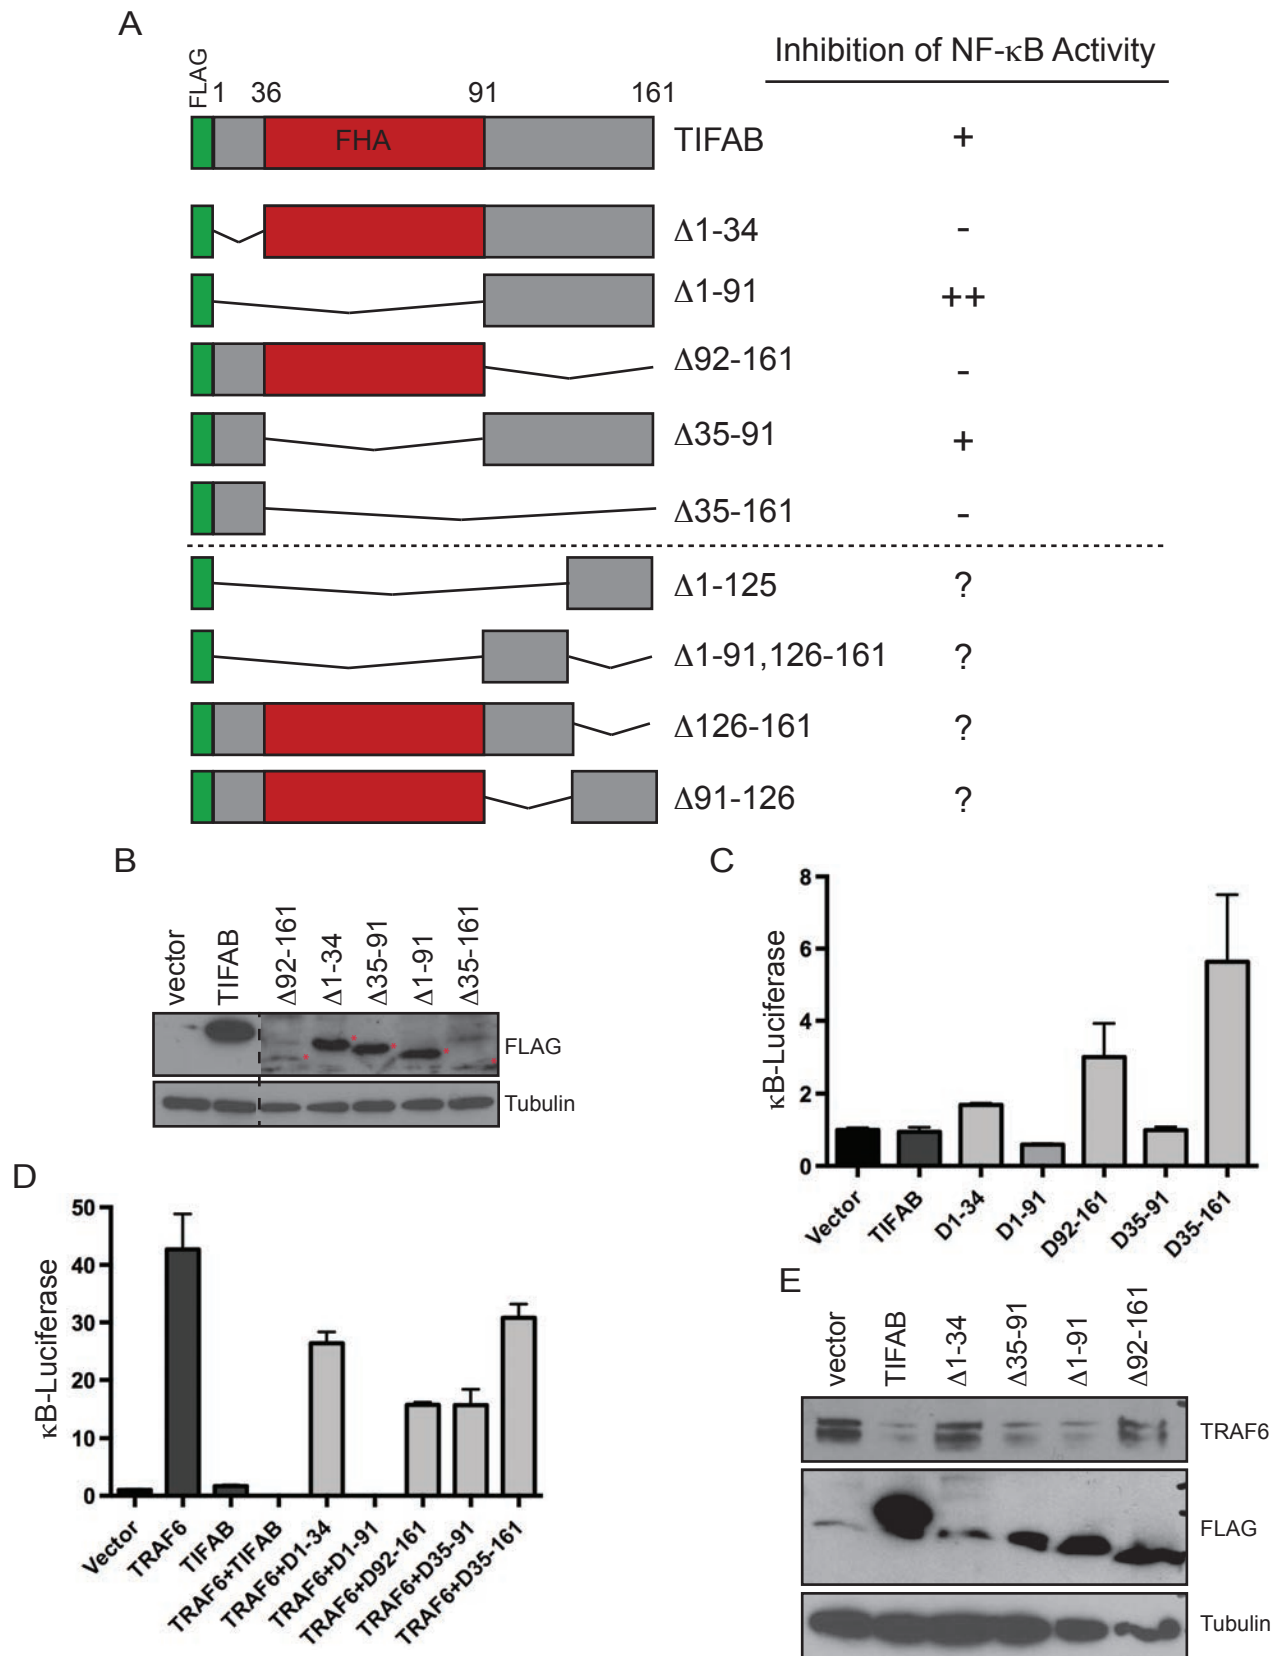 A
Inhibition of NF-κB Activity
FLAG
1 36 91 161
FHA
TIFAB +
Δ1-34 -
Δ1-91 ++
Δ92-161 -
Δ35-91 +
Δ35-161 -
Δ1-125 ?
Δ1-91,126-161 ?
Δ126-161 ?
Δ91-126 ?
B
vector
TIFAB
Δ92-161
Δ1-34
Δ35-91
Δ1-91
Δ35-161
FLAG
Tubulin
C
κB-Luciferase
8
6
4
2
0
Vector
TIFAB
D1-34
D1-91
D92-161
D35-91
D35-161
D
κB-Luciferase
50
40
30
20
10
0
Vector
TRAF6
TIFAB
TRAF6+TIFAB
TRAF6+D1-34
TRAF6+D1-91
TRAF6+D92-161
TRAF6+D35-91
TRAF6+D35-161
E
vector
TIFAB
Δ1-34
Δ35-91
Δ1-91
Δ92-161
TRAF6
FLAG
Tubulin